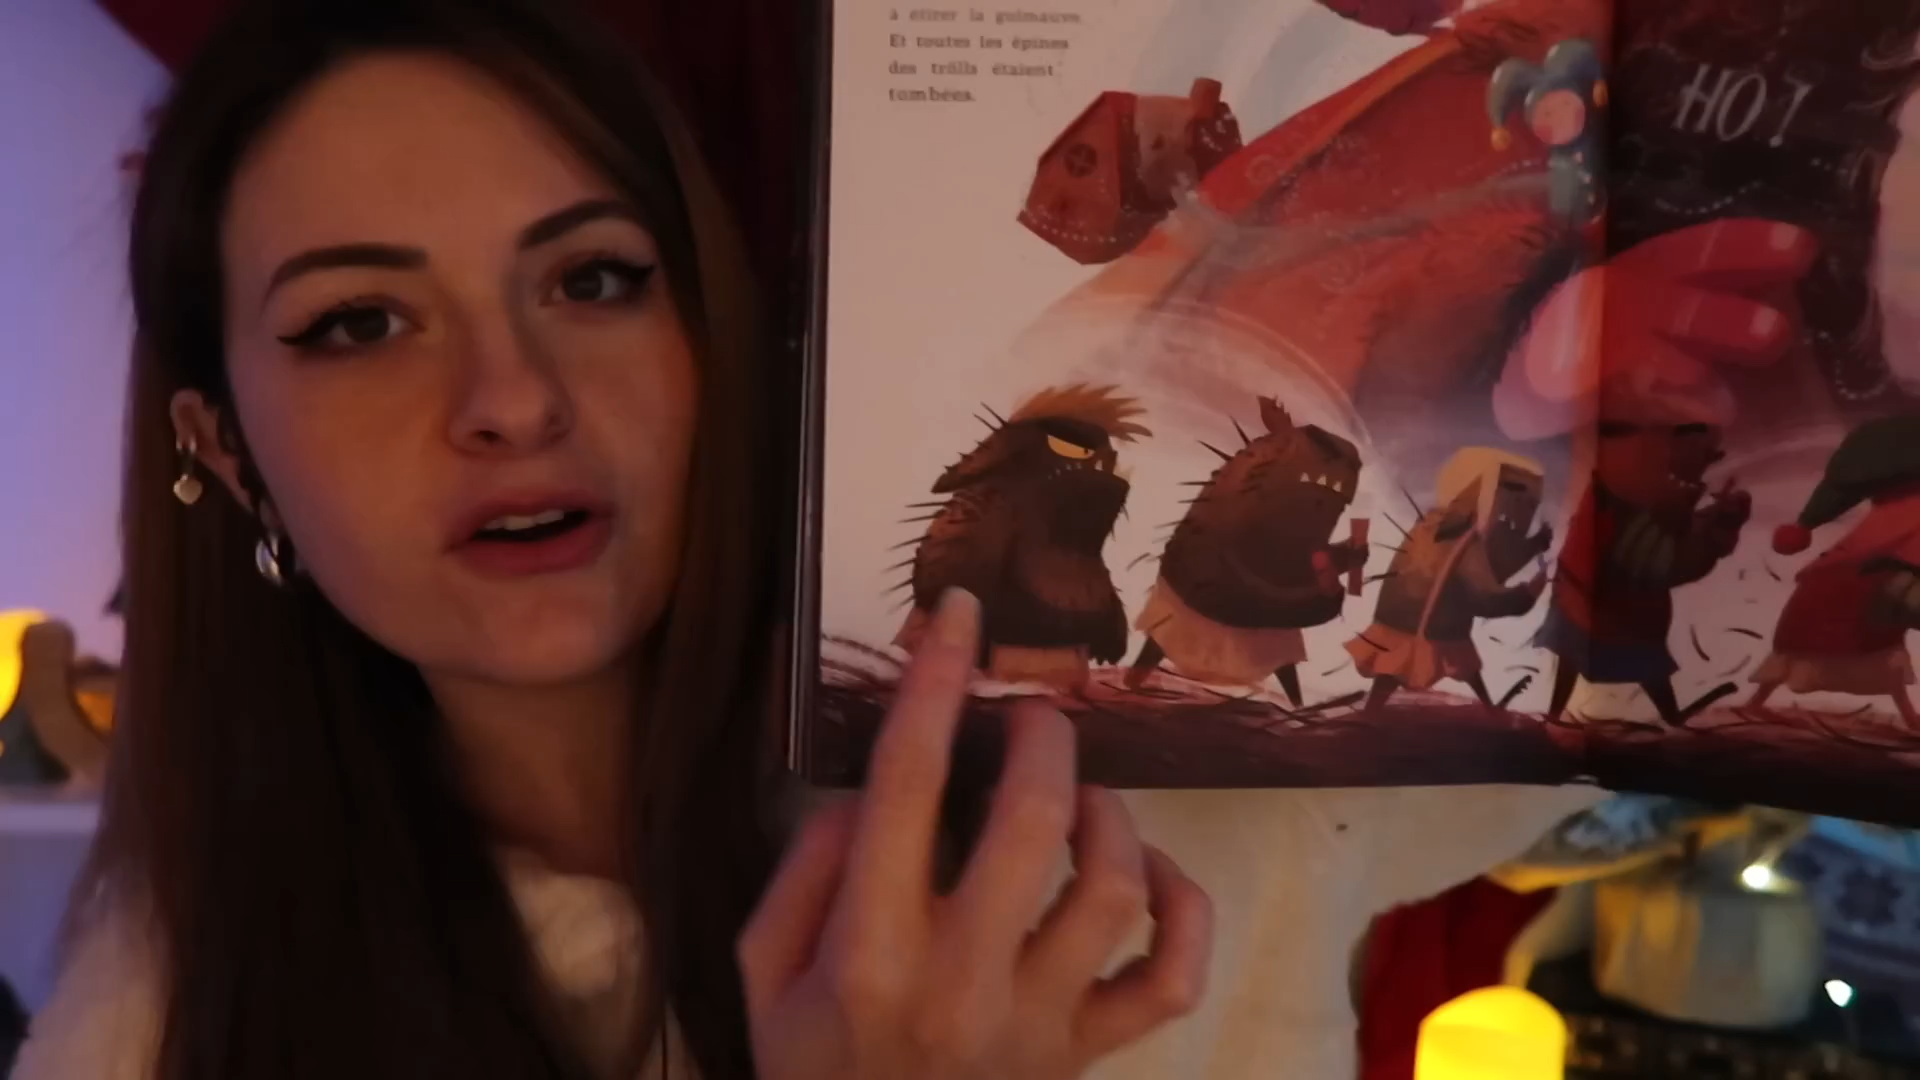 à étirer la guimauve.
Et toutes les épines
des trolls étaient
tombées.
HO ?